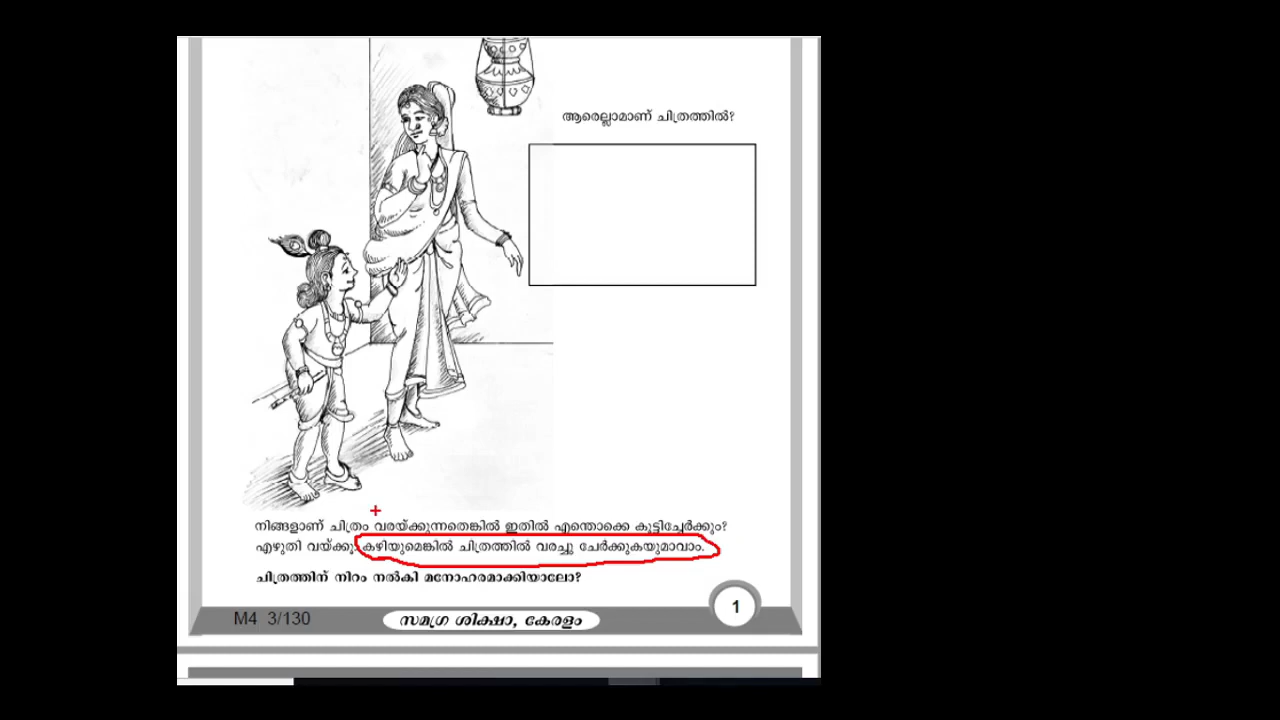 ആരെല്ലാമാണ് ചിത്രത്തിൽ?
നിങ്ങളാണ് ചിത്രം വരയ്ക്കുന്നതെങ്കിൽ ഇതിൽ എന്തൊക്കെ കൂട്ടിച്ചേർക്കും?
എഴുതി വയ്ക്കൂ. കഴിയുമെങ്കിൽ ചിത്രത്തിൽ വരച്ചു ചേർക്കുകയുമാവാം.
ചിത്രത്തിന് നിറം നൽകി മനോഹരമാക്കിയാലോ?
M4 3/130 സമഗ്ര ശിക്ഷാ, കേരളം 1